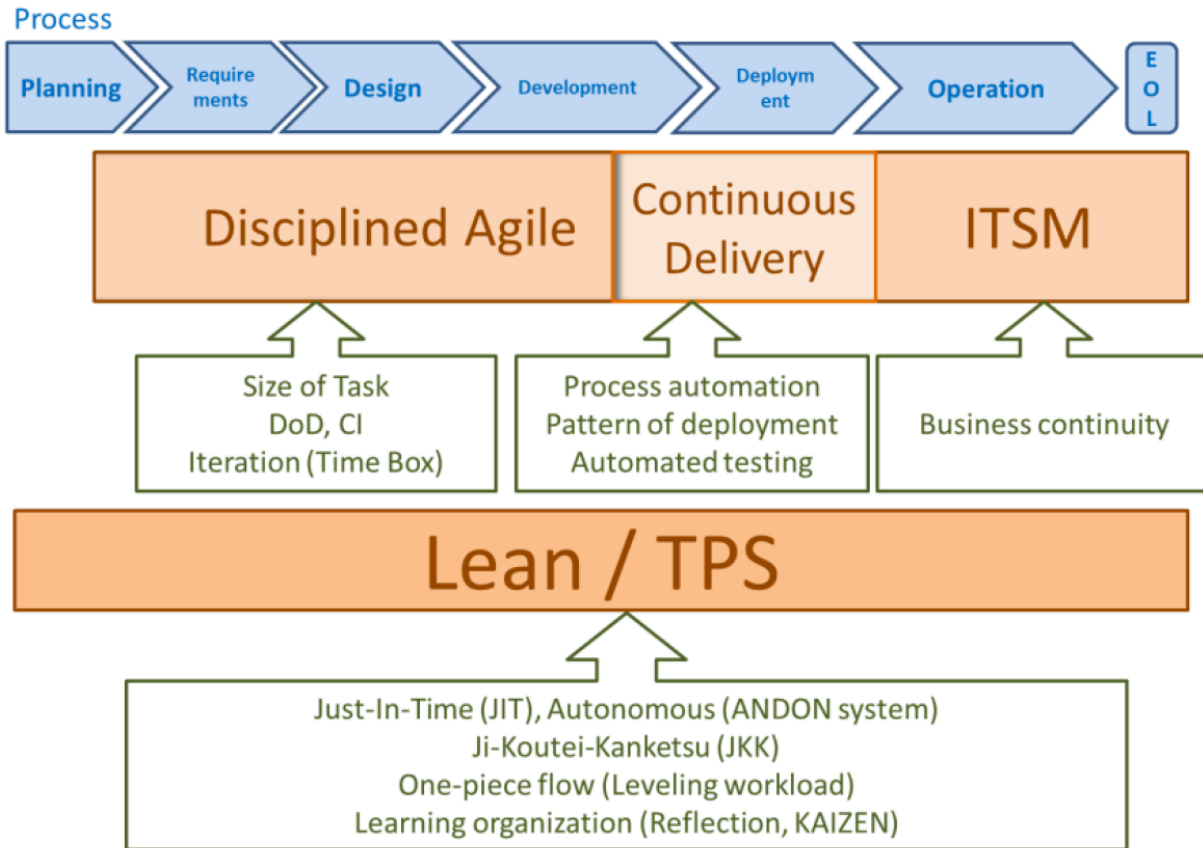 Process
Planning
Require
ments
Design
Development
Deploym
ent
Operation
E
O
L
Disciplined Agile
Continuous
Delivery
ITSM
Size of Task
DoD, CI
Iteration (Time Box)
Process automation
Pattern of deployment
Automated testing
Business continuity
Lean / TPS
Just-In-Time (JIT), Autonomous (ANDON system)
Ji-Koutei-Kanketsu (JKK)
One-piece flow (Leveling workload)
Learning organization (Reflection, KAIZEN)